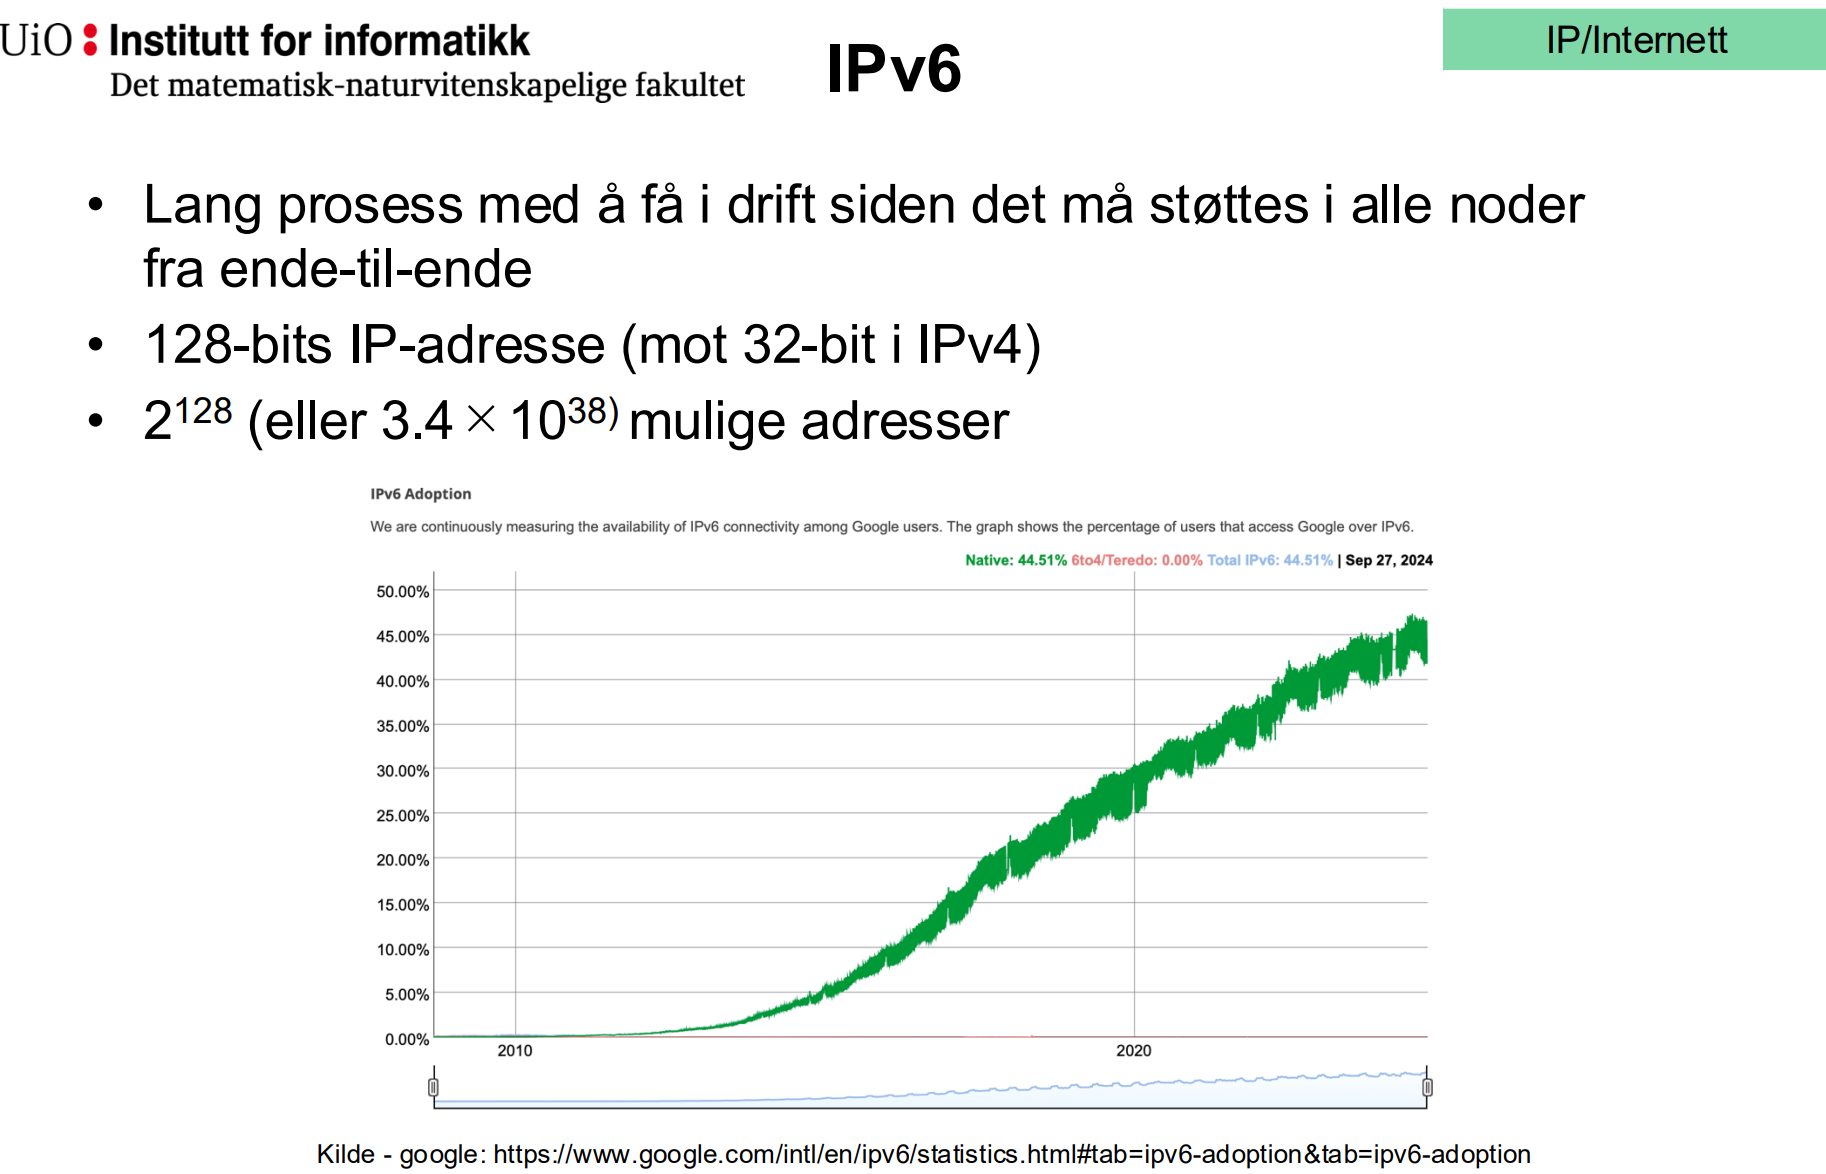 UiO : Institutt for informatikk
Det matematisk-naturvitenskapelige fakultet
IPv6
IP/Internett
• Lang prosess med å få i drift siden det må støttes i alle noder
fra ende-til-ende
• 128-bits IP-adresse (mot 32-bit i IPv4)
• 2¹²⁸ (eller 3.4 × 10³⁸⁾ mulige adresser
IPv6 Adoption
We are continuously measuring the availability of IPv6 connectivity among Google users. The graph shows the percentage of users that access Google over IPv6.
Native: 44.51% 6to4/Teredo: 0.00% Total IPv6: 44.51% | Sep 27, 2024
50.00%
45.00%
40.00%
35.00%
30.00%
25.00%
20.00%
15.00%
10.00%
5.00%
0.00%
2010 2020
Kilde - google: https://www.google.com/intl/en/ipv6/statistics.html#tab=ipv6-adoption&tab=ipv6-adoption